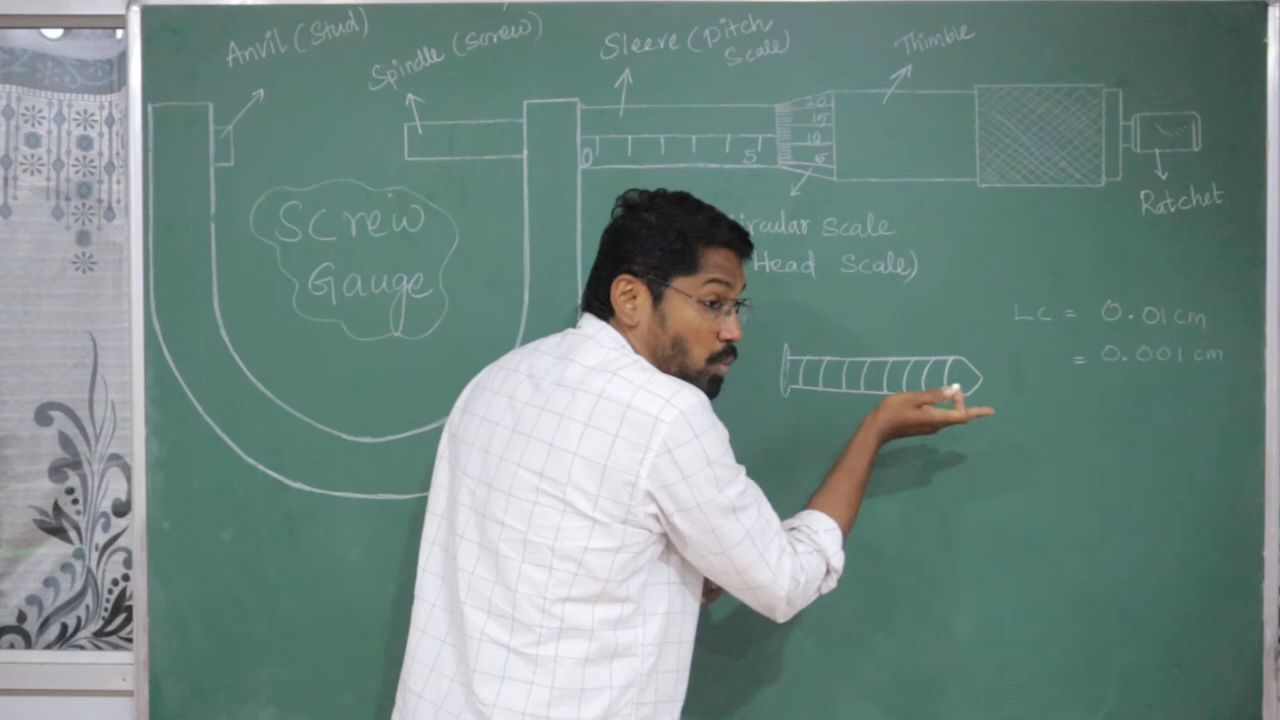 Anvil (Stud)
Spindle (screw)
Sleeve (Pitch
Scale)
Thimble
20
15
10
5
0
5
Ratchet
ircular Scale
Head Scale)
Screw
Gauge
LC = 0.01 cm
= 0.001 cm